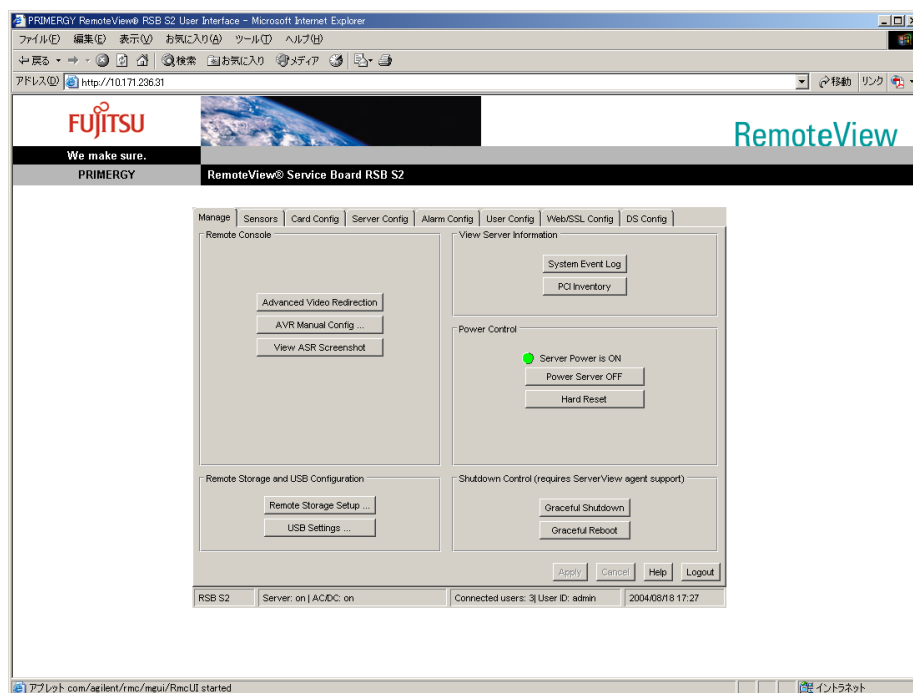 PRIMERGY RemoteView® RSB S2 User Interface - Microsoft Internet Explorer
ファイル(F) 編集(E) 表示(V) お気に入り(A) ツール(T) ヘルプ(H)
戻る 検索 お気に入り メディア
アドレス(D) http://10.171.236.31 移動 リンク
FUJITSU
RemoteView
We make sure.
PRIMERGY RemoteView® Service Board RSB S2
Manage Sensors Card Config Server Config Alarm Config User Config Web/SSL Config DS Config
Remote Console
Advanced Video Redirection
AVR Manual Config ...
View ASR Screenshot
View Server Information
System Event Log
PCI Inventory
Power Control
Server Power is ON
Power Server OFF
Hard Reset
Remote Storage and USB Configuration
Remote Storage Setup ...
USB Settings ...
Shutdown Control (requires ServerView agent support)
Graceful Shutdown
Graceful Reboot
Apply Cancel Help Logout
RSB S2 Server: on | AC/DC: on Connected users: 3| User ID: admin 2004/08/18 17:27
アプレット com/agilent/rmc/mgui/RmcUI started イントラネット